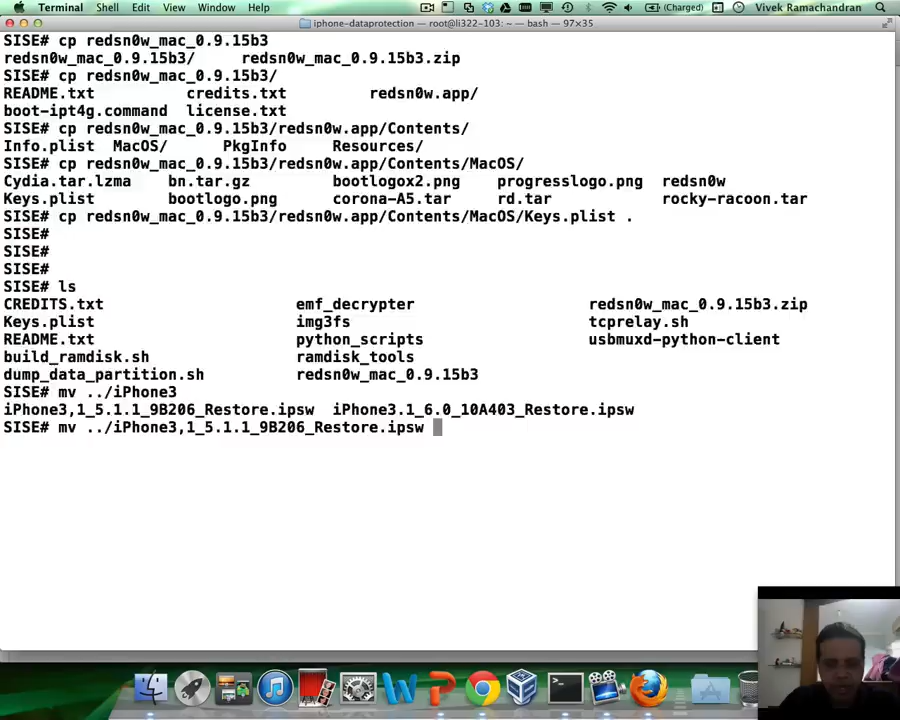 Terminal Shell Edit View Window Help (Charged) Vivek Ramachandran
iphone-dataprotection — root@li322-103: ~ — bash — 97×35
SISE# cp redsn0w_mac_0.9.15b3
redsn0w_mac_0.9.15b3/ redsn0w_mac_0.9.15b3.zip
SISE# cp redsn0w_mac_0.9.15b3/
README.txt credits.txt redsn0w.app/
boot-ipt4g.command license.txt
SISE# cp redsn0w_mac_0.9.15b3/redsn0w.app/Contents/
Info.plist MacOS/ PkgInfo Resources/
SISE# cp redsn0w_mac_0.9.15b3/redsn0w.app/Contents/MacOS/
Cydia.tar.lzma bn.tar.gz bootlogox2.png progresslogo.png redsn0w
Keys.plist bootlogo.png corona-A5.tar rd.tar rocky-racoon.tar
SISE# cp redsn0w_mac_0.9.15b3/redsn0w.app/Contents/MacOS/Keys.plist .
SISE#
SISE#
SISE#
SISE# ls
CREDITS.txt emf_decrypter redsn0w_mac_0.9.15b3.zip
Keys.plist img3fs tcprelay.sh
README.txt python_scripts usbmuxd-python-client
build_ramdisk.sh ramdisk_tools
dump_data_partition.sh redsn0w_mac_0.9.15b3
SISE# mv ../iPhone3
iPhone3,1_5.1.1_9B206_Restore.ipsw iPhone3.1_6.0_10A403_Restore.ipsw
SISE# mv ../iPhone3,1_5.1.1_9B206_Restore.ipsw